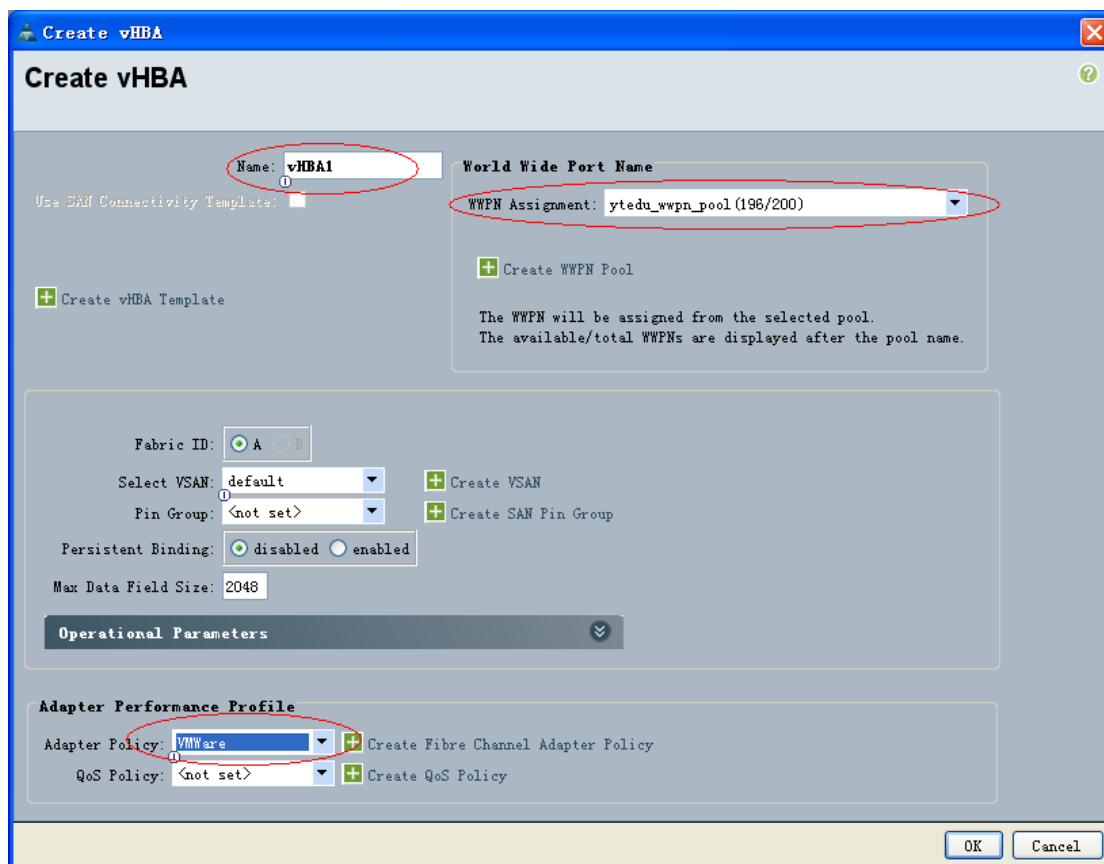 Create vHBA
Create vHBA
Name: vHBA1
Use SAN Connectivity Template:
Create vHBA Template
World Wide Port Name
WWPN Assignment: ytedu_wwpn_pool(196/200)
Create WWPN Pool
The WWPN will be assigned from the selected pool.
The available/total WWPNs are displayed after the pool name.
Fabric ID: A B
Select VSAN: default Create VSAN
Pin Group: <not set> Create SAN Pin Group
Persistent Binding: disabled enabled
Max Data Field Size: 2048
Operational Parameters
Adapter Performance Profile
Adapter Policy: VMWare Create Fibre Channel Adapter Policy
QoS Policy: <not set> Create QoS Policy
OK Cancel